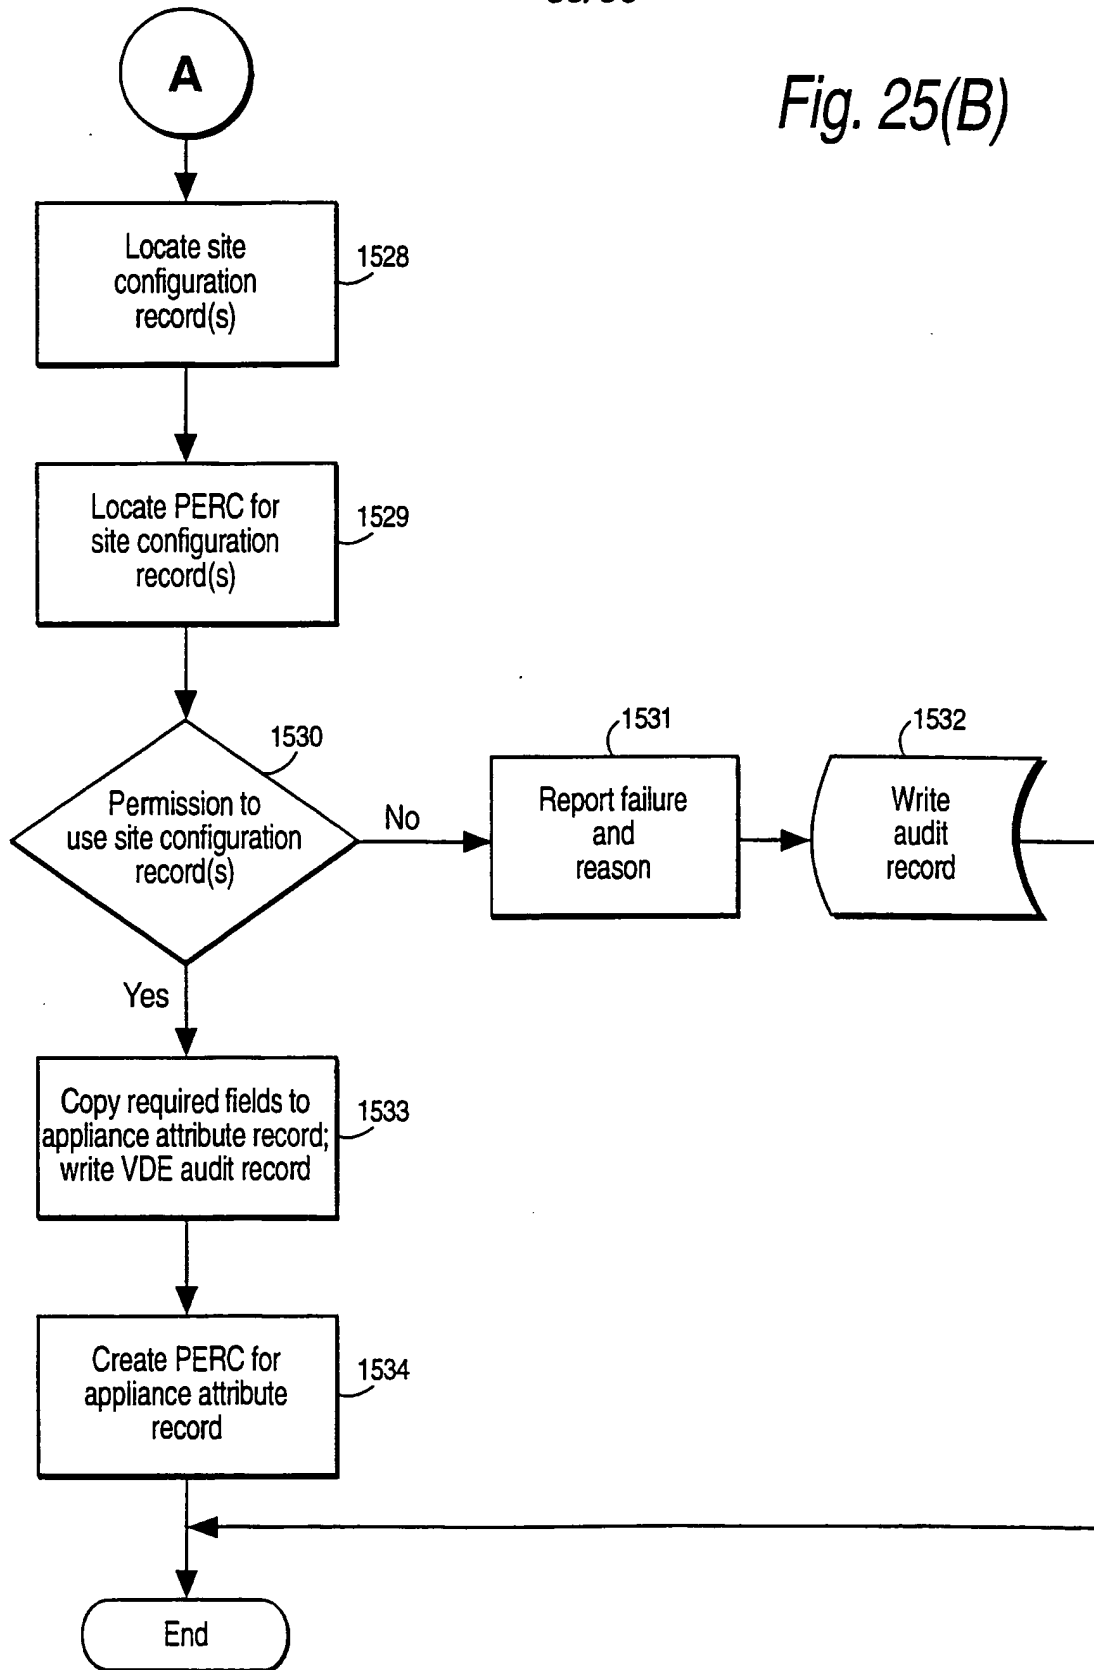 Fig. 25(B)
A
Locate site
configuration
record(s)
1528
Locate PERC for
site configuration
record(s)
1529
Permission to
use site configuration
record(s)
1530
No
Report failure
and
reason
1531
Write
audit
record
1532
Yes
Copy required fields to
appliance attribute record;
write VDE audit record
1533
Create PERC for
appliance attribute
record
1534
End